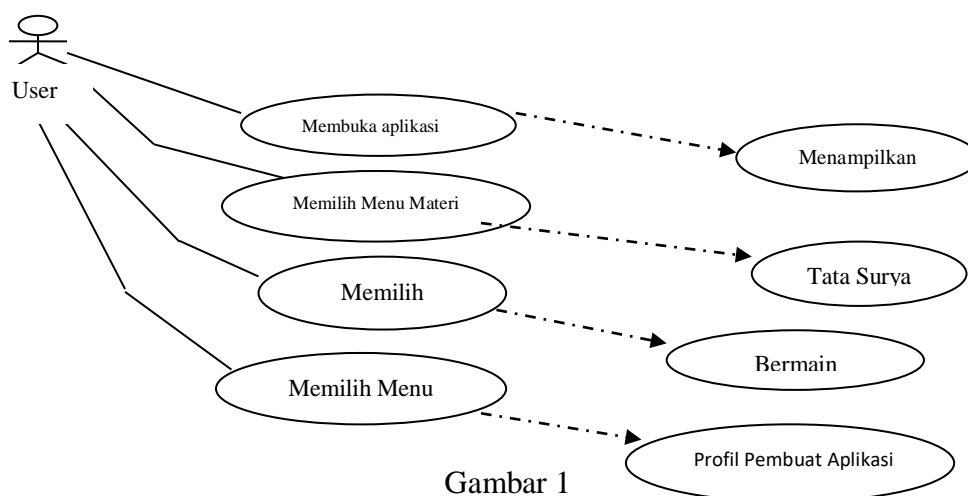 User
Membuka aplikasi
Menampilkan
Memilih Menu Materi
Tata Surya
Memilih
Bermain
Memilih Menu
Profil Pembuat Aplikasi
Gambar 1